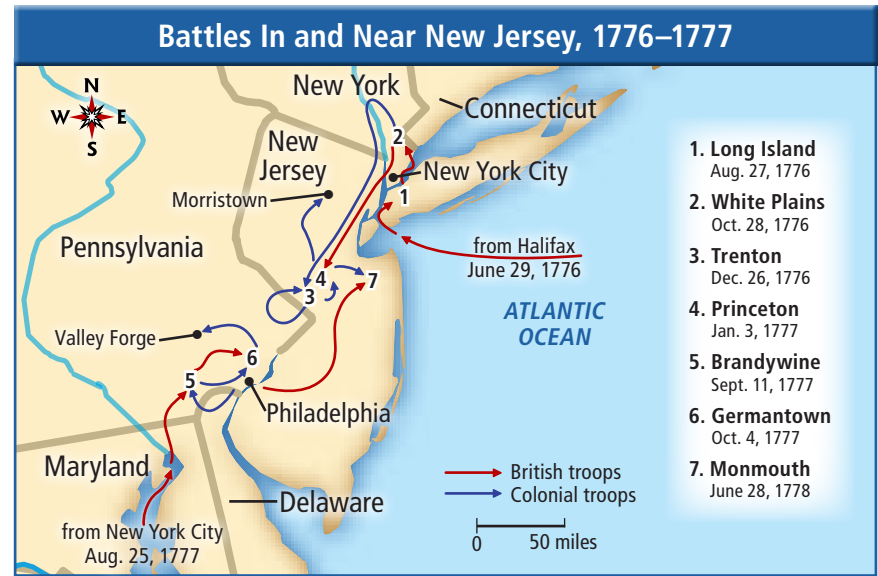 Battles In and Near New Jersey, 1776–1777
N
W E
S
New York
Connecticut
2
New
Jersey
New York City
Morristown
1
Pennsylvania
from Halifax
June 29, 1776
4
7
3
ATLANTIC
OCEAN
Valley Forge
6
5
Philadelphia
Maryland
Delaware
from New York City
Aug. 25, 1777
British troops
Colonial troops
0 50 miles
1. Long Island
Aug. 27, 1776
2. White Plains
Oct. 28, 1776
3. Trenton
Dec. 26, 1776
4. Princeton
Jan. 3, 1777
5. Brandywine
Sept. 11, 1777
6. Germantown
Oct. 4, 1777
7. Monmouth
June 28, 1778